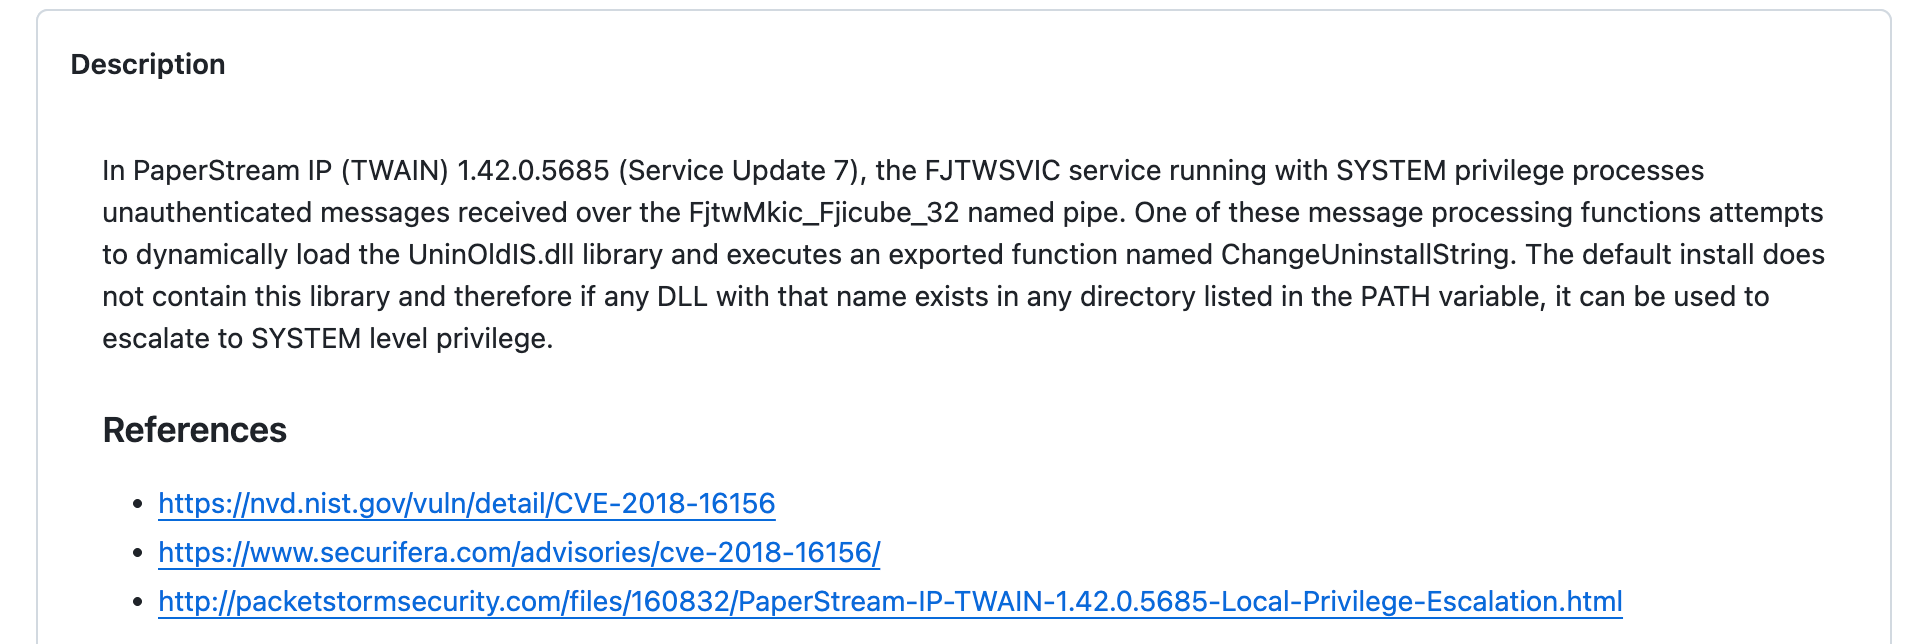 Description
In PaperStream IP (TWAIN) 1.42.0.5685 (Service Update 7), the FJTWSVIC service running with SYSTEM privilege processes
unauthenticated messages received over the FjtwMkic_Fjicube_32 named pipe. One of these message processing functions attempts
to dynamically load the UninOldIS.dll library and executes an exported function named ChangeUninstallString. The default install does
not contain this library and therefore if any DLL with that name exists in any directory listed in the PATH variable, it can be used to
escalate to SYSTEM level privilege.
References
• https://nvd.nist.gov/vuln/detail/CVE-2018-16156
• https://www.securifera.com/advisories/cve-2018-16156/
• http://packetstormsecurity.com/files/160832/PaperStream-IP-TWAIN-1.42.0.5685-Local-Privilege-Escalation.html